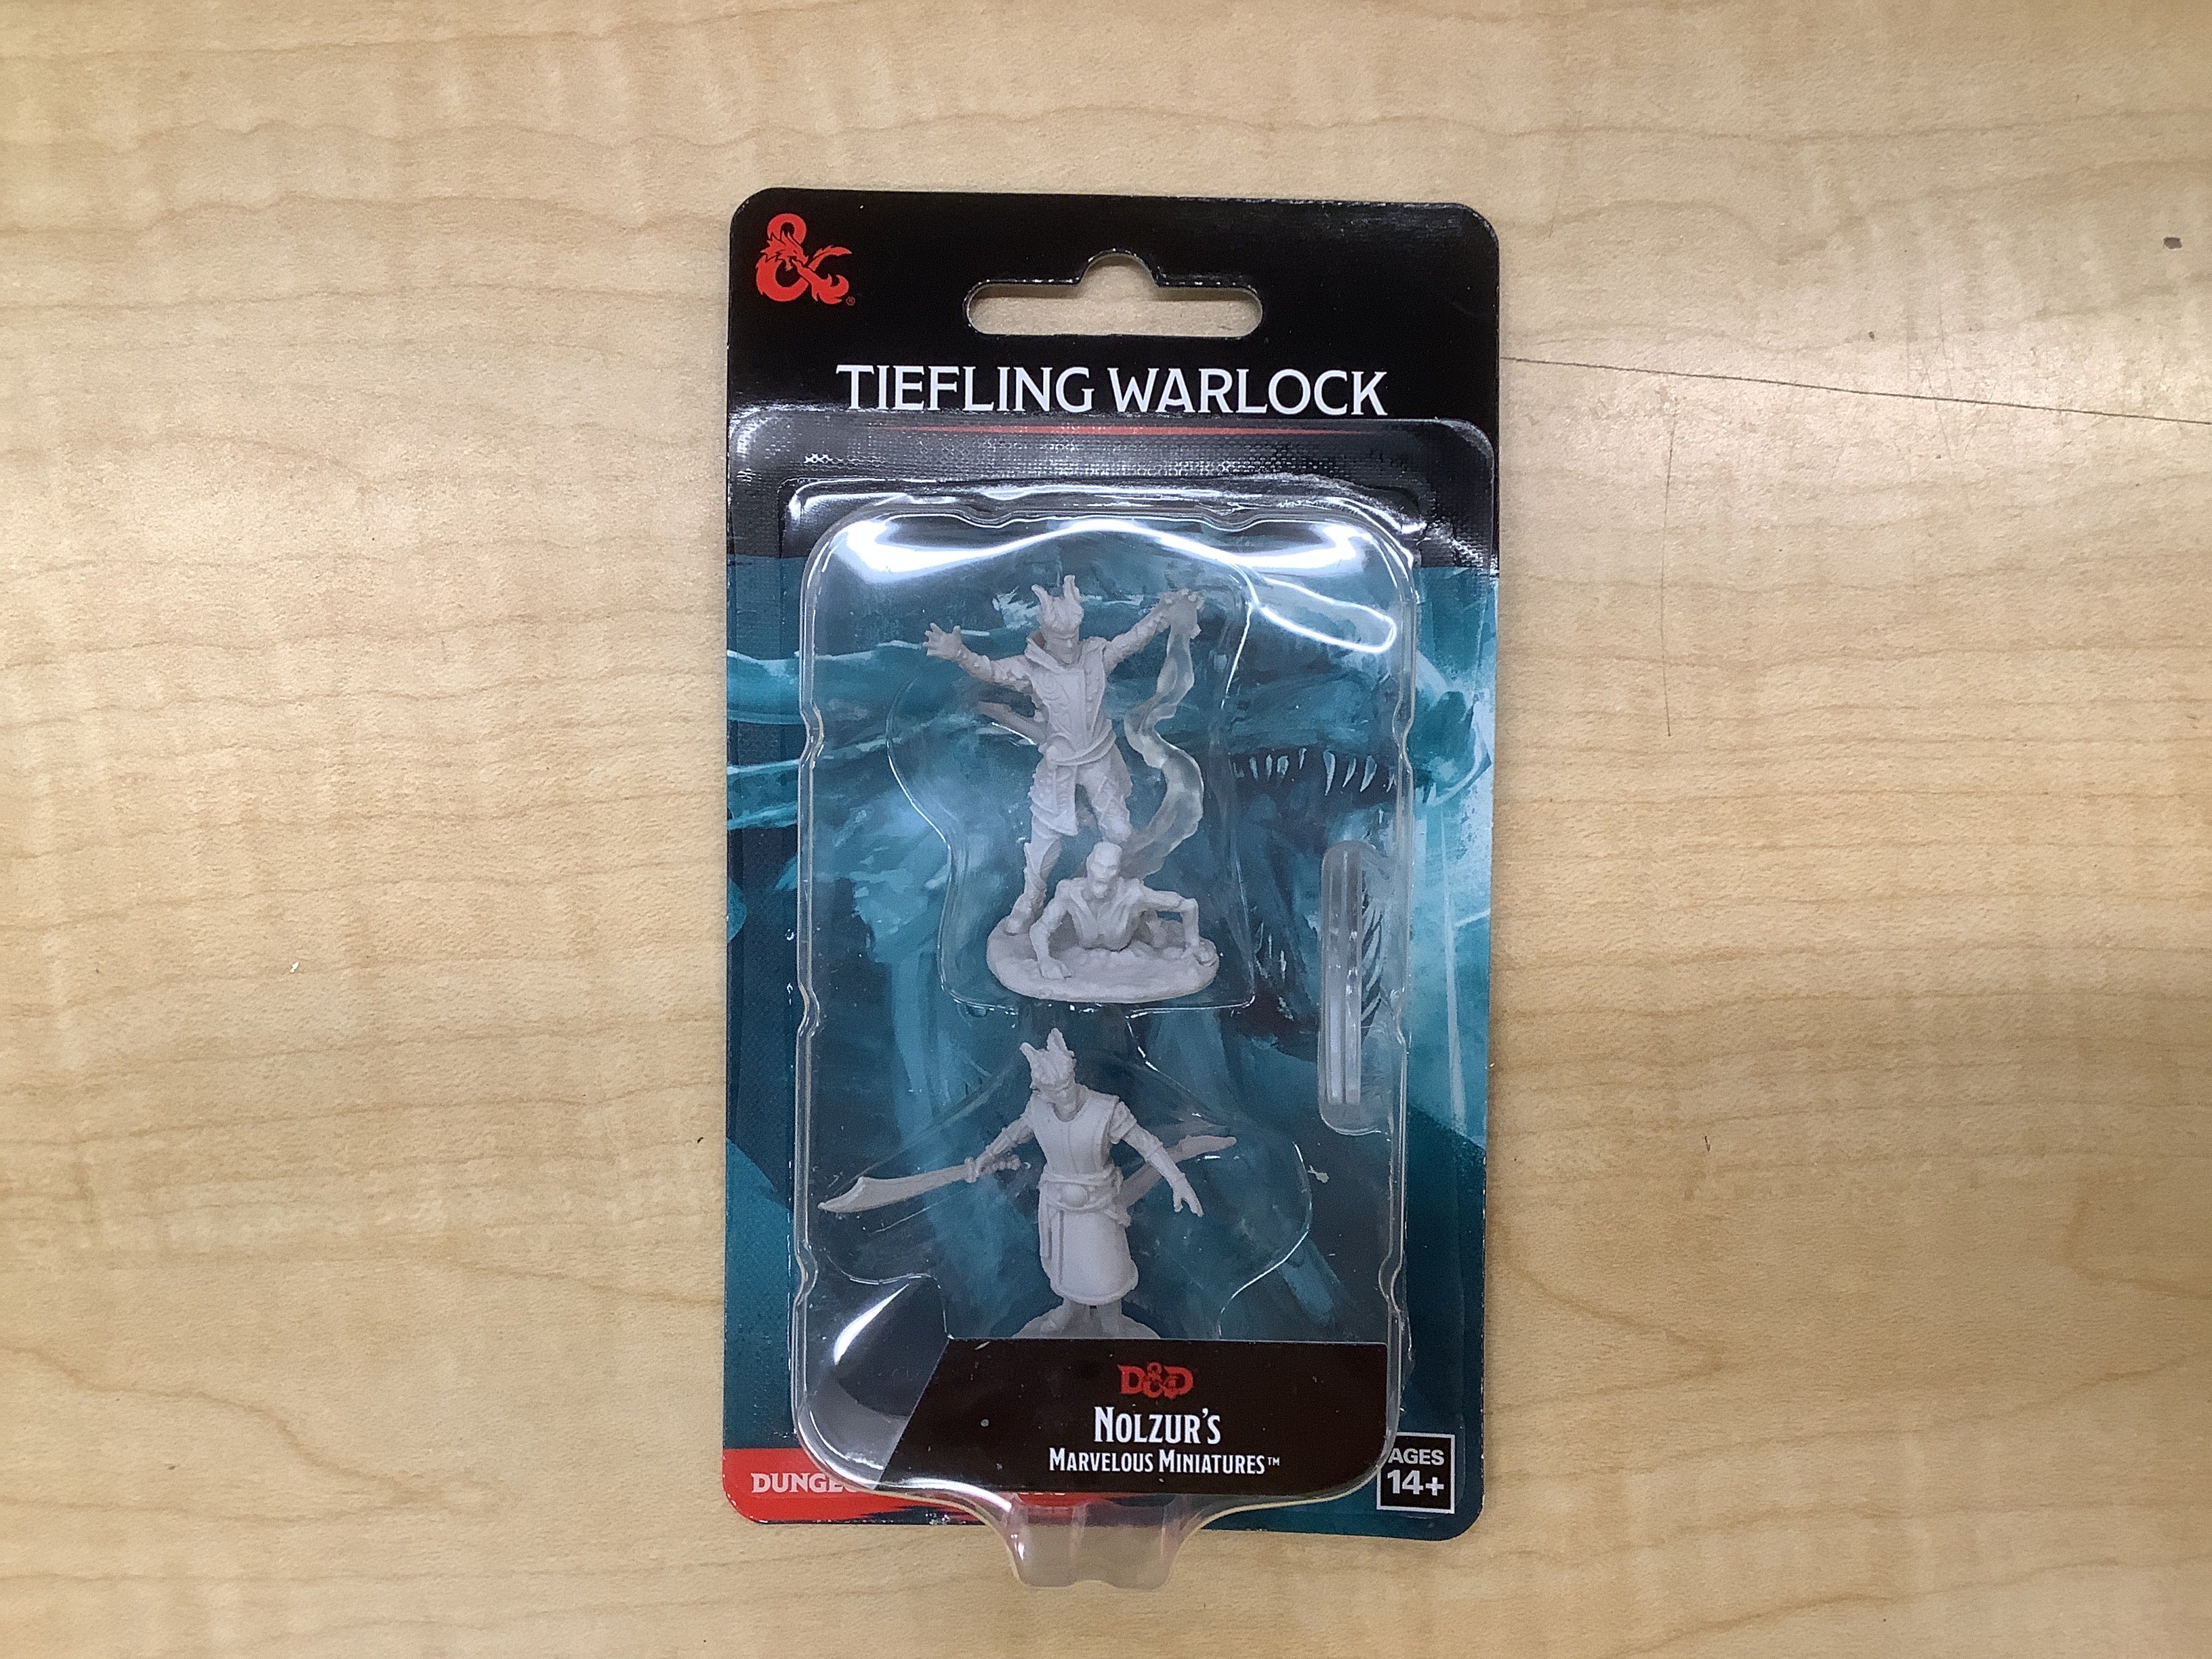 &®
TIEFLING WARLOCK
D&D
NOLZUR'S
MARVELOUS MINIATURES™
DUNGE
AGES
14+